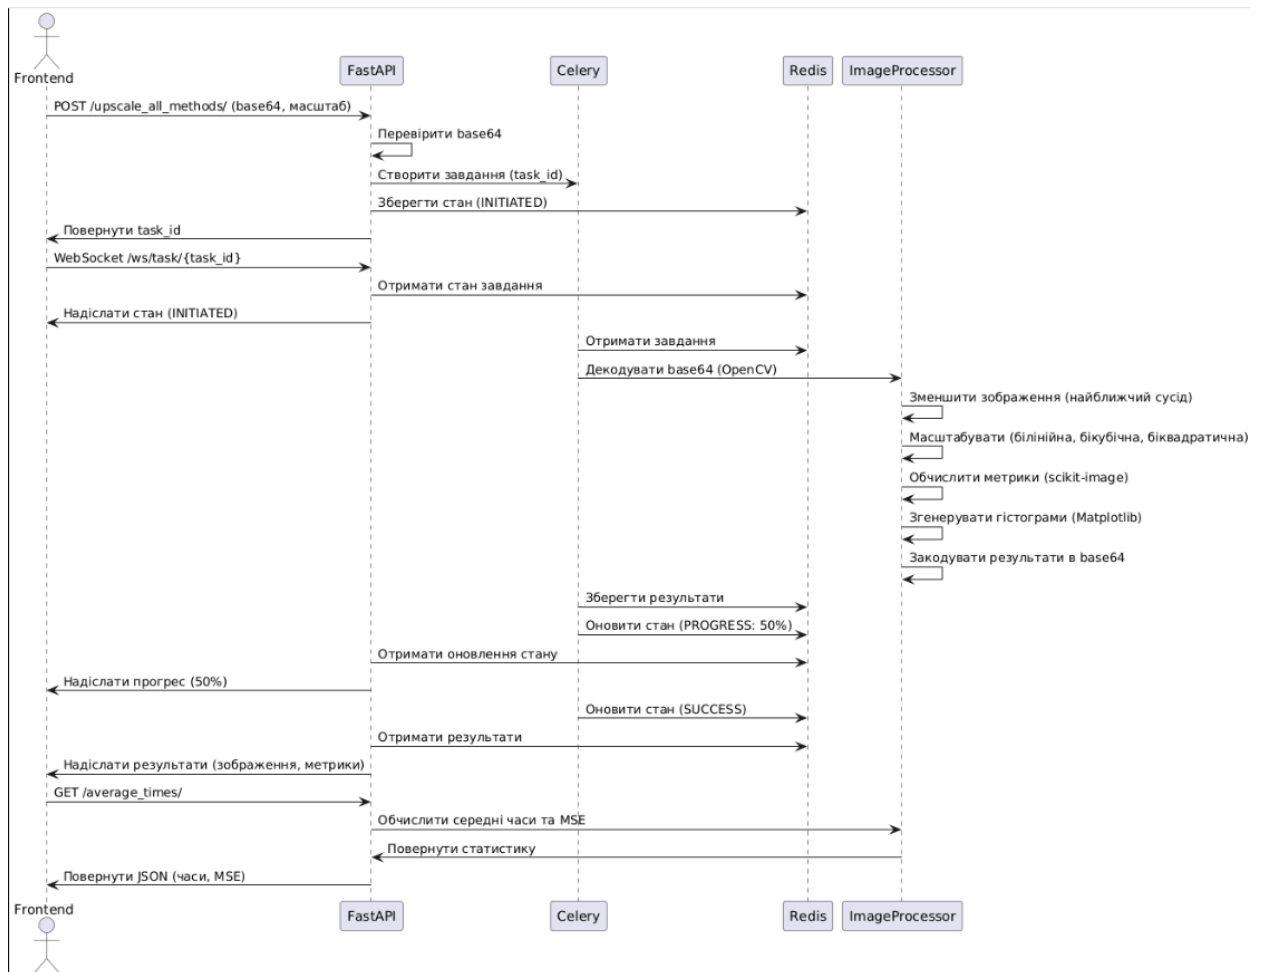 Frontend
FastAPI
Celery
Redis
ImageProcessor
POST /upscale_all_methods/ (base64, масштаб)
Перевірити base64
Створити завдання (task_id)
Зберегти стан (INITIATED)
Повернути task_id
WebSocket /ws/task/{task_id}
Отримати стан завдання
Надіслати стан (INITIATED)
Отримати завдання
Декодувати base64 (OpenCV)
Зменшити зображення (найближчий сусід)
Масштабувати (білінійна, бікубічна, біквадратична)
Обчислити метрики (scikit-image)
Згенерувати гістограми (Matplotlib)
Закодувати результати в base64
Зберегти результати
Оновити стан (PROGRESS: 50%)
Отримати оновлення стану
Надіслати прогрес (50%)
Оновити стан (SUCCESS)
Отримати результати
Надіслати результати (зображення, метрики)
GET /average_times/
Обчислити середні часи та MSE
Повернути статистику
Повернути JSON (часи, MSE)
Frontend
FastAPI
Celery
Redis
ImageProcessor